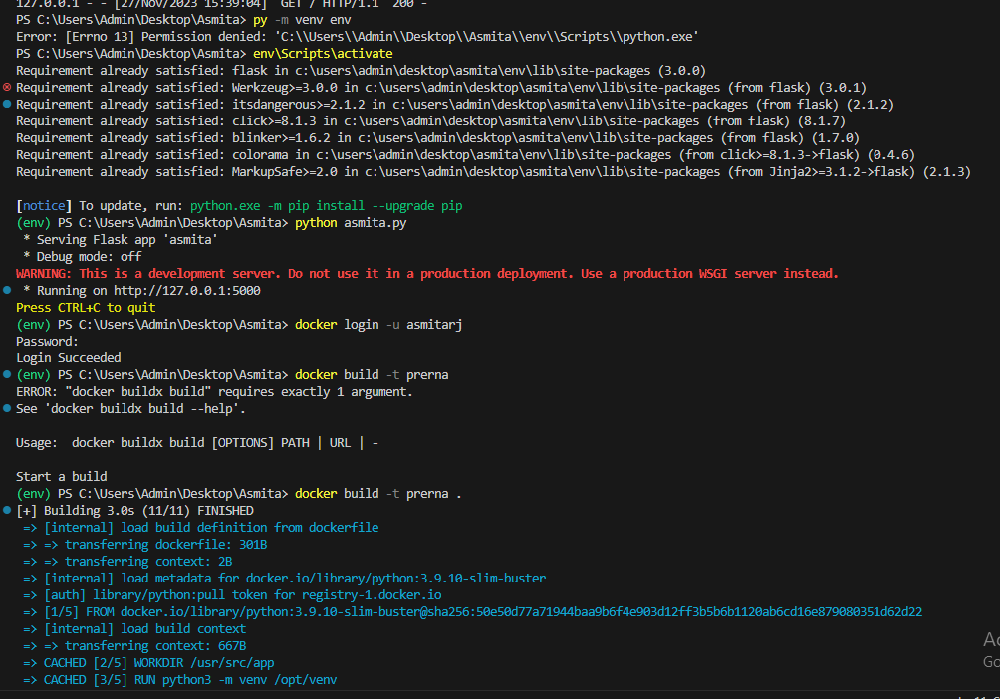 127.0.0.1 - - [27/Nov/2023 15:39:04] "GET / HTTP/1.1" 200 -
PS C:\Users\Admin\Desktop\Asmita> py -m venv env
Error: [Errno 13] Permission denied: 'C:\\Users\\Admin\\Desktop\\Asmita\\env\\Scripts\\python.exe'
PS C:\Users\Admin\Desktop\Asmita> env\Scripts\activate
Requirement already satisfied: flask in c:\users\admin\desktop\asmita\env\lib\site-packages (3.0.0)
Requirement already satisfied: Werkzeug>=3.0.0 in c:\users\admin\desktop\asmita\env\lib\site-packages (from flask) (3.0.1)
Requirement already satisfied: itsdangerous>=2.1.2 in c:\users\admin\desktop\asmita\env\lib\site-packages (from flask) (2.1.2)
Requirement already satisfied: click>=8.1.3 in c:\users\admin\desktop\asmita\env\lib\site-packages (from flask) (8.1.7)
Requirement already satisfied: blinker>=1.6.2 in c:\users\admin\desktop\asmita\env\lib\site-packages (from flask) (1.7.0)
Requirement already satisfied: colorama in c:\users\admin\desktop\asmita\env\lib\site-packages (from click>=8.1.3->flask) (0.4.6)
Requirement already satisfied: MarkupSafe>=2.0 in c:\users\admin\desktop\asmita\env\lib\site-packages (from Jinja2>=3.1.2->flask) (2.1.3)
[notice] To update, run: python.exe -m pip install --upgrade pip
(env) PS C:\Users\Admin\Desktop\Asmita> python asmita.py
* Serving Flask app 'asmita'
* Debug mode: off
WARNING: This is a development server. Do not use it in a production deployment. Use a production WSGI server instead.
* Running on http://127.0.0.1:5000
Press CTRL+C to quit
(env) PS C:\Users\Admin\Desktop\Asmita> docker login -u asmitarj
Password:
Login Succeeded
(env) PS C:\Users\Admin\Desktop\Asmita> docker build -t prerna
ERROR: "docker buildx build" requires exactly 1 argument.
See 'docker buildx build --help'.
Usage:  docker buildx build [OPTIONS] PATH | URL | -
Start a build
(env) PS C:\Users\Admin\Desktop\Asmita> docker build -t prerna .
[+] Building 3.0s (11/11) FINISHED
=> [internal] load build definition from dockerfile
=> => transferring dockerfile: 301B
=> => transferring context: 2B
=> [internal] load metadata for docker.io/library/python:3.9.10-slim-buster
=> [auth] library/python:pull token for registry-1.docker.io
=> [1/5] FROM docker.io/library/python:3.9.10-slim-buster@sha256:50e50d77a71944baa9b6f4e903d12ff3b5b6b1120ab6cd16e879080351d62d22
=> [internal] load build context
=> => transferring context: 667B
=> CACHED [2/5] WORKDIR /usr/src/app
=> CACHED [3/5] RUN python3 -m venv /opt/venv